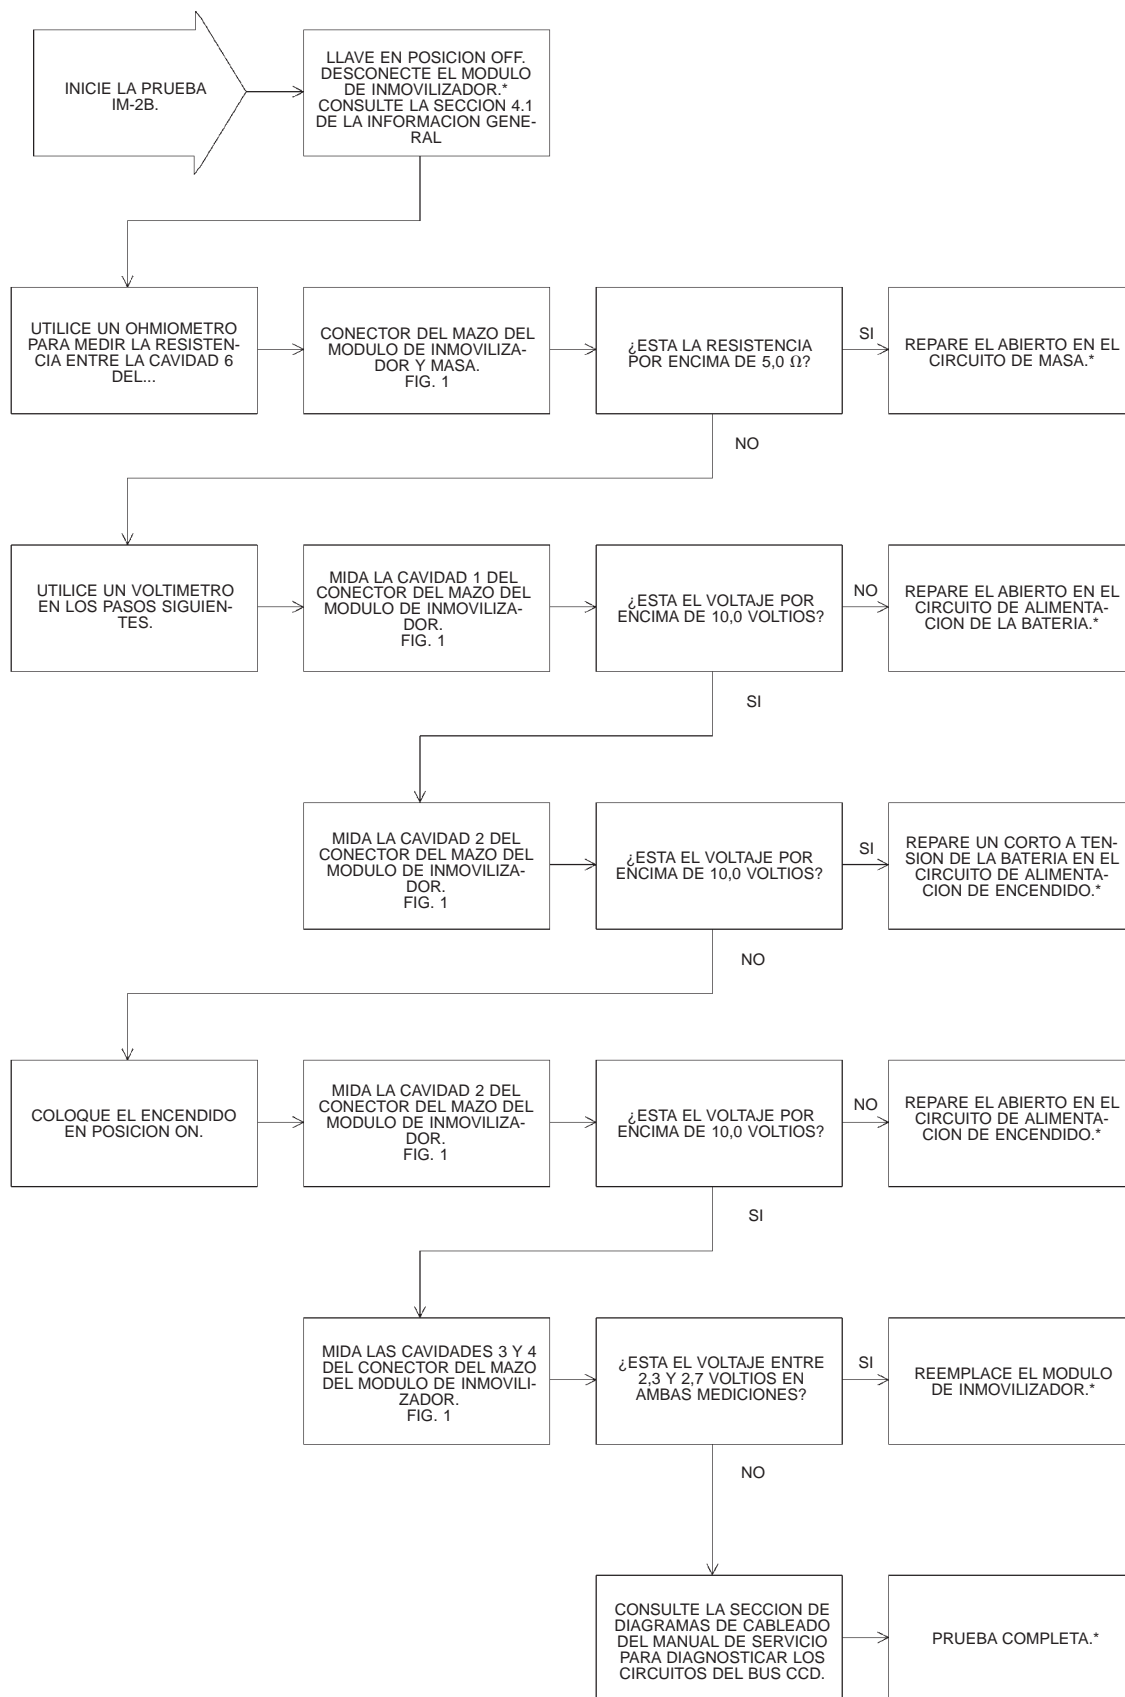 INICIE LA PRUEBA
IM-2B.
LLAVE EN POSICION OFF.
DESCONECTE EL MODULO
DE INMOVILIZADOR.*
CONSULTE LA SECCION 4.1
DE LA INFORMACION GENE-
RAL
UTILICE UN OHMIOMETRO
PARA MEDIR LA RESISTEN-
CIA ENTRE LA CAVIDAD 6
DEL...
CONECTOR DEL MAZO DEL
MODULO DE INMOVILIZA-
DOR Y MASA.
FIG. 1
¿ESTA LA RESISTENCIA
POR ENCIMA DE 5,0 Ω?
SI
REPARE EL ABIERTO EN EL
CIRCUITO DE MASA.*
NO
UTILICE UN VOLTIMETRO
EN LOS PASOS SIGUIEN-
TES.
MIDA LA CAVIDAD 1 DEL
CONECTOR DEL MAZO DEL
MODULO DE INMOVILIZA-
DOR.
FIG. 1
¿ESTA EL VOLTAJE POR
ENCIMA DE 10,0 VOLTIOS?
NO
REPARE EL ABIERTO EN EL
CIRCUITO DE ALIMENTA-
CION DE LA BATERIA.*
SI
MIDA LA CAVIDAD 2 DEL
CONECTOR DEL MAZO DEL
MODULO DE INMOVILIZA-
DOR.
FIG. 1
¿ESTA EL VOLTAJE POR
ENCIMA DE 10,0 VOLTIOS?
SI
REPARE UN CORTO A TEN-
SION DE LA BATERIA EN EL
CIRCUITO DE ALIMENTA-
CION DE ENCENDIDO.*
NO
COLOQUE EL ENCENDIDO
EN POSICION ON.
MIDA LA CAVIDAD 2 DEL
CONECTOR DEL MAZO DEL
MODULO DE INMOVILIZA-
DOR.
FIG. 1
¿ESTA EL VOLTAJE POR
ENCIMA DE 10,0 VOLTIOS?
NO
REPARE EL ABIERTO EN EL
CIRCUITO DE ALIMENTA-
CION DE ENCENDIDO.*
SI
MIDA LAS CAVIDADES 3 Y 4
DEL CONECTOR DEL MAZO
DEL MODULO DE INMOVILI-
ZADOR.
FIG. 1
¿ESTA EL VOLTAJE ENTRE
2,3 Y 2,7 VOLTIOS EN
AMBAS MEDICIONES?
SI
REEMPLACE EL MODULO
DE INMOVILIZADOR.*
NO
CONSULTE LA SECCION DE
DIAGRAMAS DE CABLEADO
DEL MANUAL DE SERVICIO
PARA DIAGNOSTICAR LOS
CIRCUITOS DEL BUS CCD.
PRUEBA COMPLETA.*